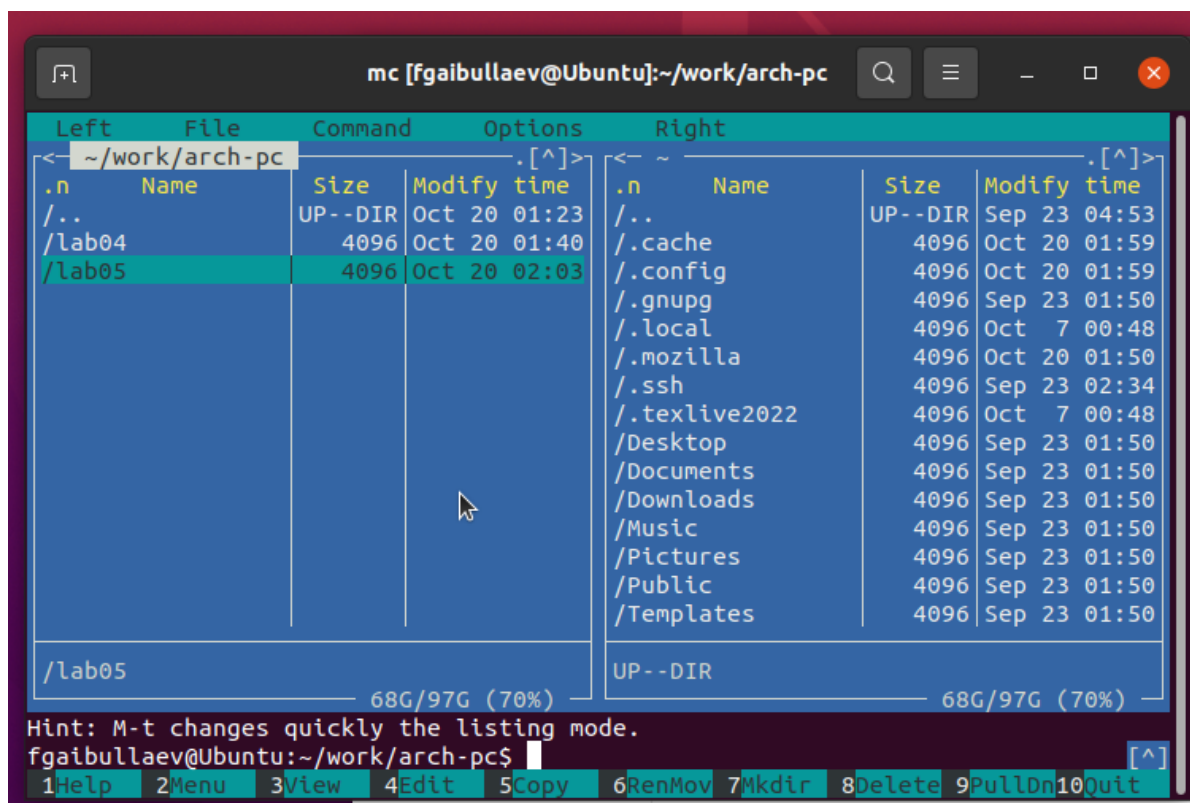 mc [fgaibullaev@Ubuntu]:~/work/arch-pc
Left File Command Options Right
<— ~/work/arch-pc .[^]>
.n Name Size Modify time
/.. UP--DIR Oct 20 01:23
/lab04 4096 Oct 20 01:40
/lab05 4096 Oct 20 02:03
/lab05
68G/97G (70%)
<— ~ .[^]>
.n Name Size Modify time
/.. UP--DIR Sep 23 04:53
/.cache 4096 Oct 20 01:59
/.config 4096 Oct 20 01:59
/.gnupg 4096 Sep 23 01:50
/.local 4096 Oct 7 00:48
/.mozilla 4096 Oct 20 01:50
/.ssh 4096 Sep 23 02:34
/.texlive2022 4096 Oct 7 00:48
/Desktop 4096 Sep 23 01:50
/Documents 4096 Sep 23 01:50
/Downloads 4096 Sep 23 01:50
/Music 4096 Sep 23 01:50
/Pictures 4096 Sep 23 01:50
/Public 4096 Sep 23 01:50
/Templates 4096 Sep 23 01:50
UP--DIR
68G/97G (70%)
Hint: M-t changes quickly the listing mode.
fgaibullaev@Ubuntu:~/work/arch-pc$ [^]
1Help 2Menu 3View 4Edit 5Copy 6RenMov 7Mkdir 8Delete 9PullDn 10Quit